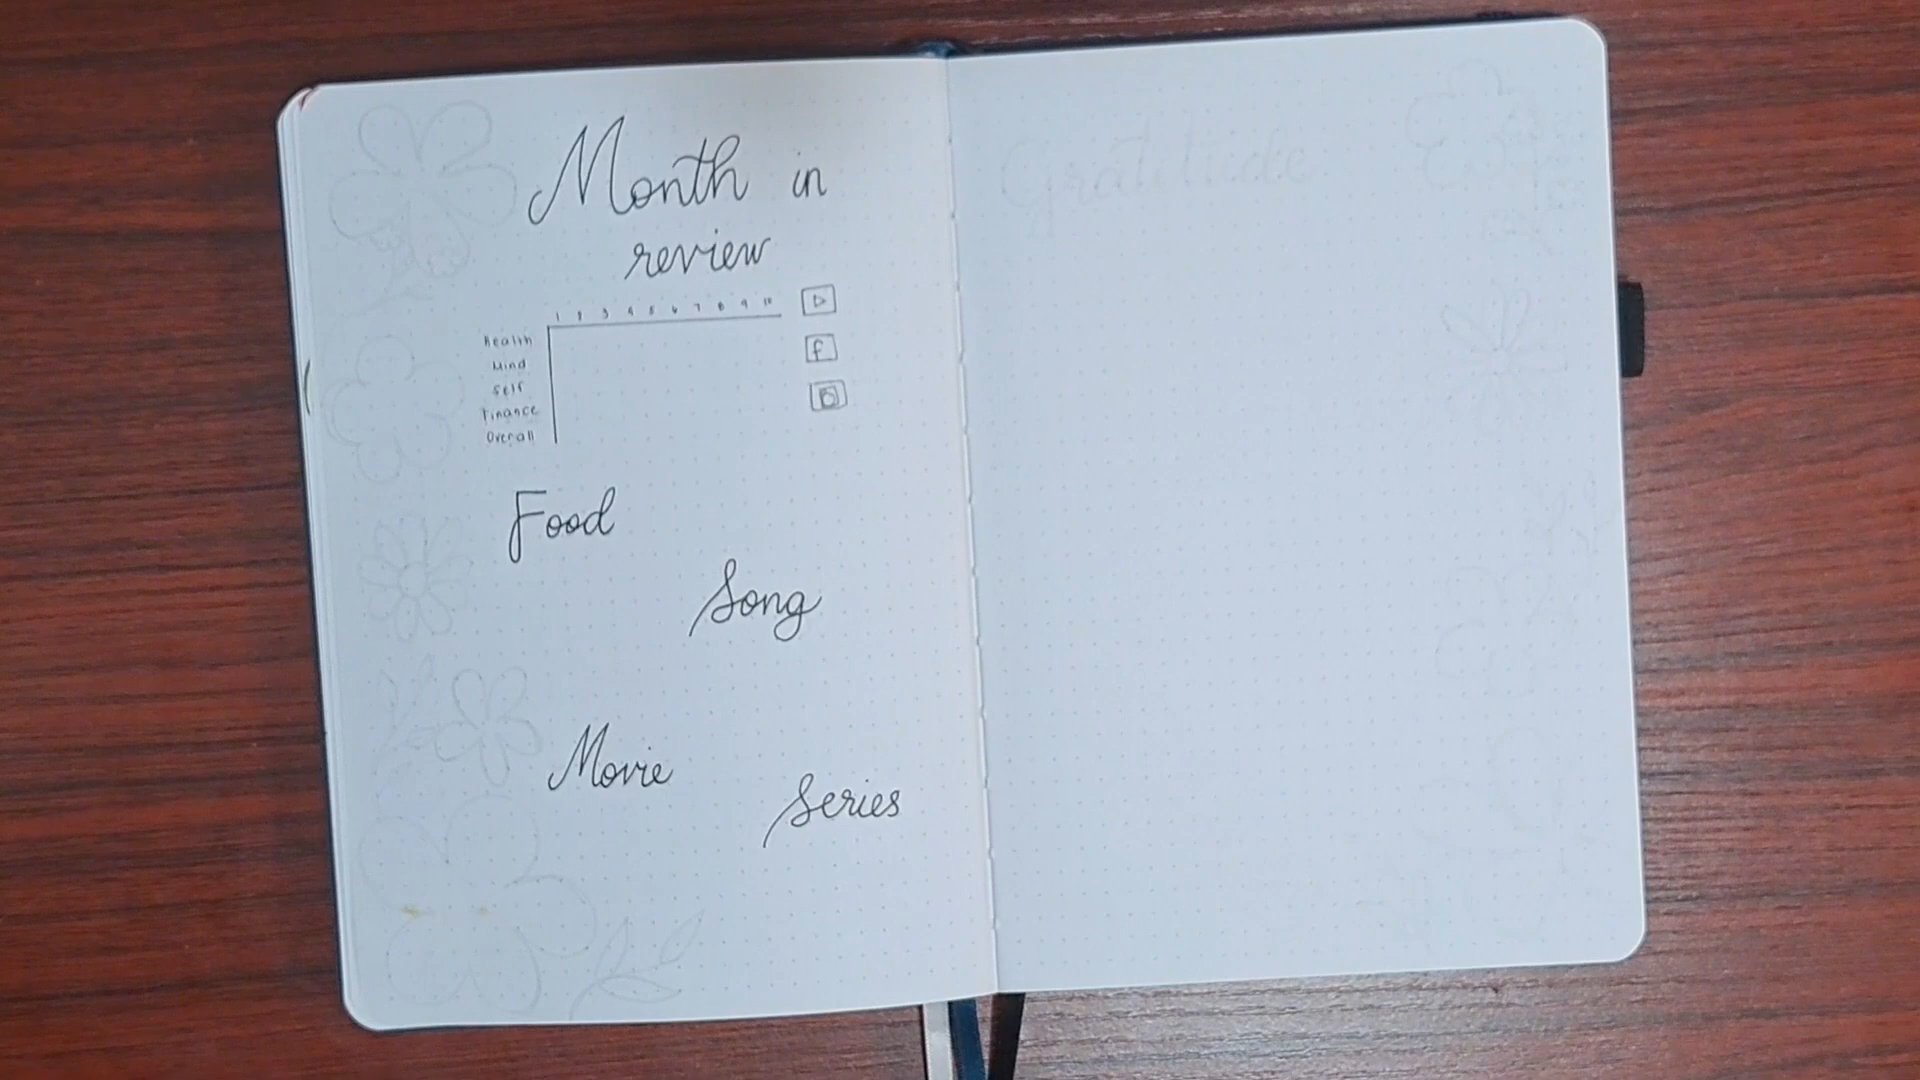 Month in
review
1 2 3 4 5 6 7 8 9 10
Health
Mind
Self
Finance
Overall
f
Food
Song
Movie
Series
Gratitude